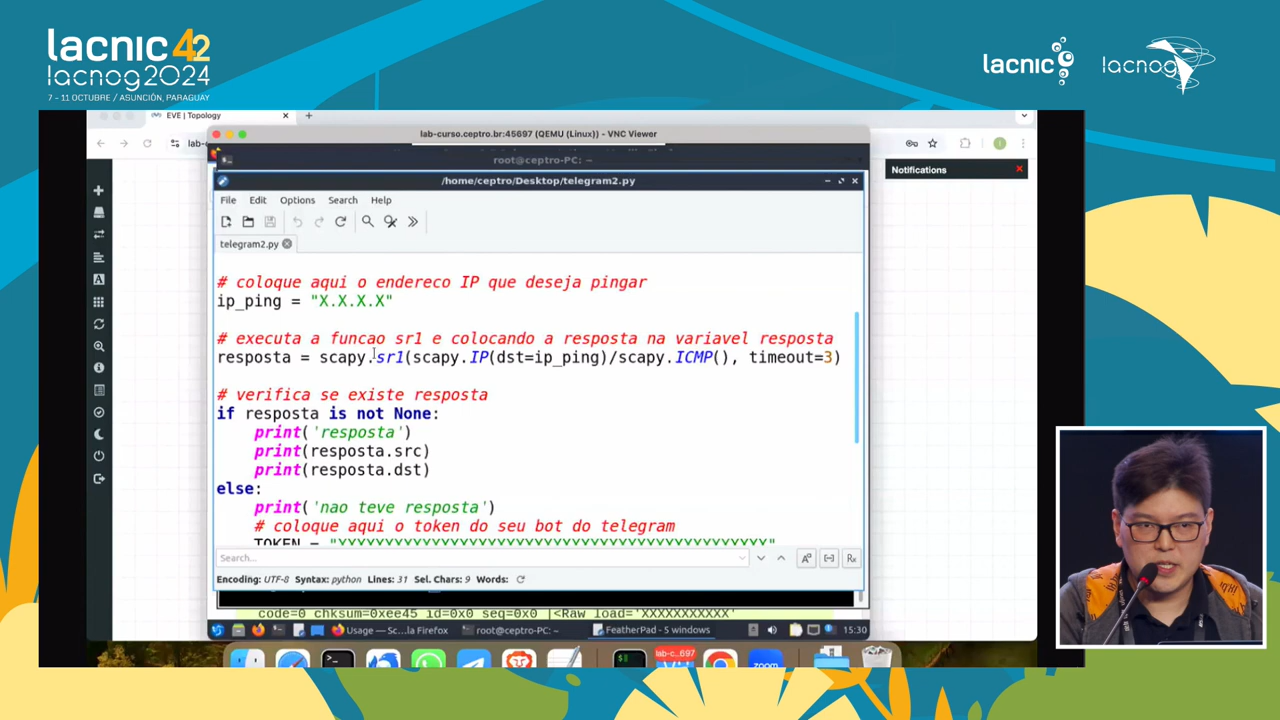 lacnic 42
lacnog2024
7 - 11 OCTUBRE / ASUNCIÓN, PARAGUAY
lacnic
lacnog
EVE | Topology
lab-
lab-curso.ceptro.br:45697 (QEMU (Linux)) - VNC Viewer
root@ceptro-PC: ~
/home/ceptro/Desktop/telegram2.py
Notifications
File Edit Options Search Help
telegram2.py
# coloque aqui o endereco IP que deseja pingar
ip_ping = "X.X.X.X"
# executa a funcao sr1 e colocando a resposta na variavel resposta
resposta = scapy.sr1(scapy.IP(dst=ip_ping)/scapy.ICMP(), timeout=3)
# verifica se existe resposta
if resposta is not None:
print('resposta')
print(resposta.src)
print(resposta.dst)
else:
print('nao teve resposta')
# coloque aqui o token do seu bot do telegram
Search...
Encoding: UTF-8 Syntax: python Lines: 31 Sel. Chars: 9 Words:
code=0 chksum=0xee45 id=0x0 seq=0x0 |<Raw load='XXXXXXXXXXX'
Usage — Sc...la Firefox
root@ceptro-PC: ~
FeatherPad - 5 windows
15:30
lab-c...697
zoom